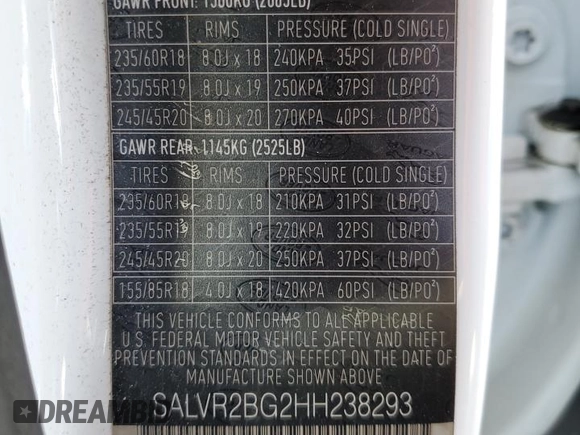 GAWR FRONT: 1360KG (2005LB)
TIRES RIMS PRESSURE (COLD SINGLE)
235/60R18 8.0J x 18 240KPA 35PSI (LB/PO²)
235/55R19 8.0J x 19 250KPA 37PSI (LB/PO²)
245/45R20 8.0J x 20 270KPA 40PSI (LB/PO²)
GAWR REAR: 1145KG (2525LB)
TIRES RIMS PRESSURE (COLD SINGLE)
235/60R18 8.0J x 18 210KPA 31PSI (LB/PO²)
235/55R19 8.0J x 19 220KPA 32PSI (LB/PO²)
245/45R20 8.0J x 20 250KPA 37PSI (LB/PO²)
155/85R18 4.0J x 18 420KPA 60PSI (LB/PO²)
THIS VEHICLE CONFORMS TO ALL APPLICABLE
U.S. FEDERAL MOTOR VEHICLE SAFETY AND THEFT
PREVENTION STANDARDS IN EFFECT ON THE DATE OF
MANUFACTURE SHOWN ABOVE
SALVR2BG2HH238293
EPICBID